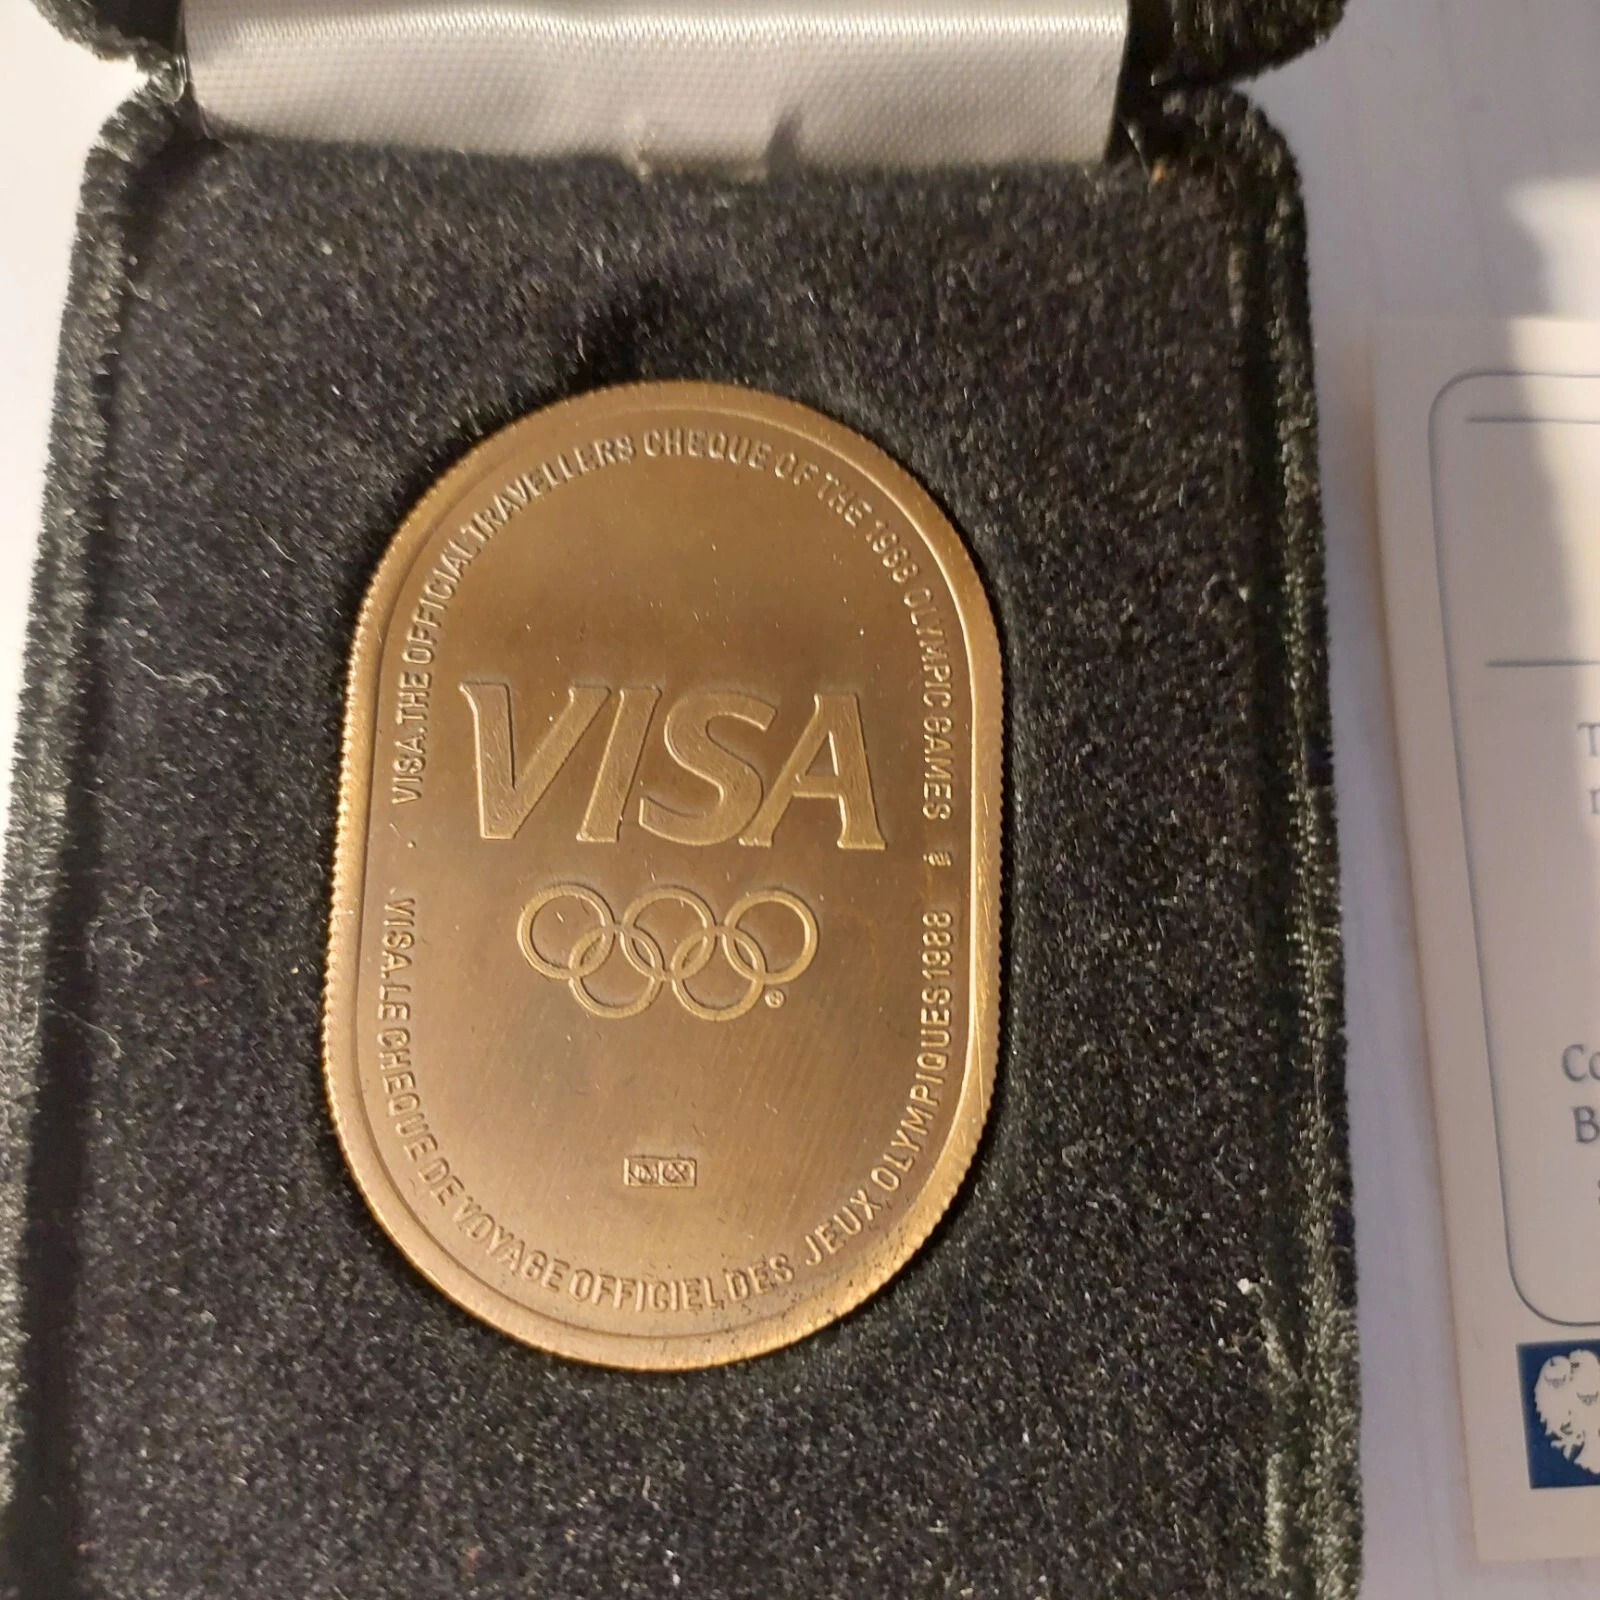 VISA. THE OFFICIAL TRAVELLERS CHEQUE OF THE 1988 OLYMPIC GAMES
VISA
®
VISA. LE CHEQUE DE VOYAGE OFFICIEL DES JEUX OLYMPIQUES 1988
T
Co
B